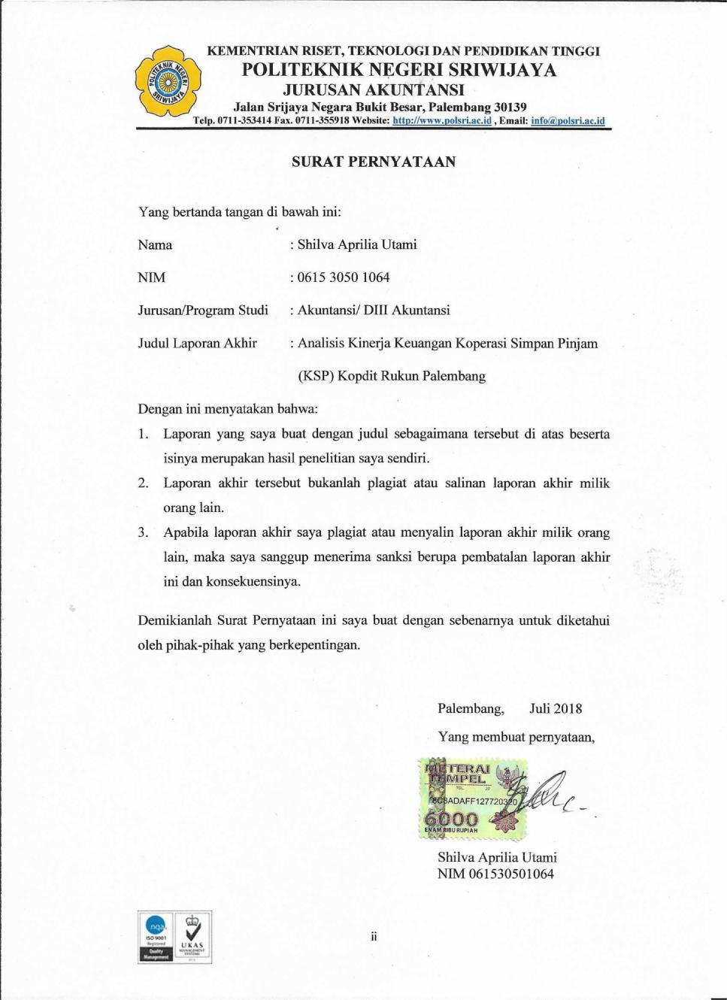 KEMENTRIAN RISET, TEKNOLOGI DAN PENDIDIKAN TINGGI
POLITEKNIK NEGERI SRIWIJAYA
JURUSAN AKUNTANSI
Jalan Srijaya Negara Bukit Besar, Palembang 30139
Telp. 0711-353414 Fax. 0711-355918 Website: http://www.polsri.ac.id , Email: info@polsri.ac.id
POLITEKNIK NEGERI
SRIWIJAYA
SURAT PERNYATAAN
Yang bertanda tangan di bawah ini:
Nama : Shilva Aprilia Utami
NIM : 0615 3050 1064
Jurusan/Program Studi : Akuntansi/ DIII Akuntansi
Judul Laporan Akhir : Analisis Kinerja Keuangan Koperasi Simpan Pinjam
(KSP) Kopdit Rukun Palembang
Dengan ini menyatakan bahwa:
1. Laporan yang saya buat dengan judul sebagaimana tersebut di atas beserta
isinya merupakan hasil penelitian saya sendiri.
2. Laporan akhir tersebut bukanlah plagiat atau salinan laporan akhir milik
orang lain.
3. Apabila laporan akhir saya plagiat atau menyalin laporan akhir milik orang
lain, maka saya sanggup menerima sanksi berupa pembatalan laporan akhir
ini dan konsekuensinya.
Demikianlah Surat Pernyataan ini saya buat dengan sebenarnya untuk diketahui
oleh pihak-pihak yang berkepentingan.
Palembang, Juli 2018
Yang membuat pernyataan,
METERAI
TEMPEL
TGL 20
6000
ENAM RIBU RUPIAH
Shilva Aprilia Utami
NIM 061530501064
nqa
ISO 9001
Registered
Quality
Management
UKAS
MANAGEMENT
SYSTEMS
ii